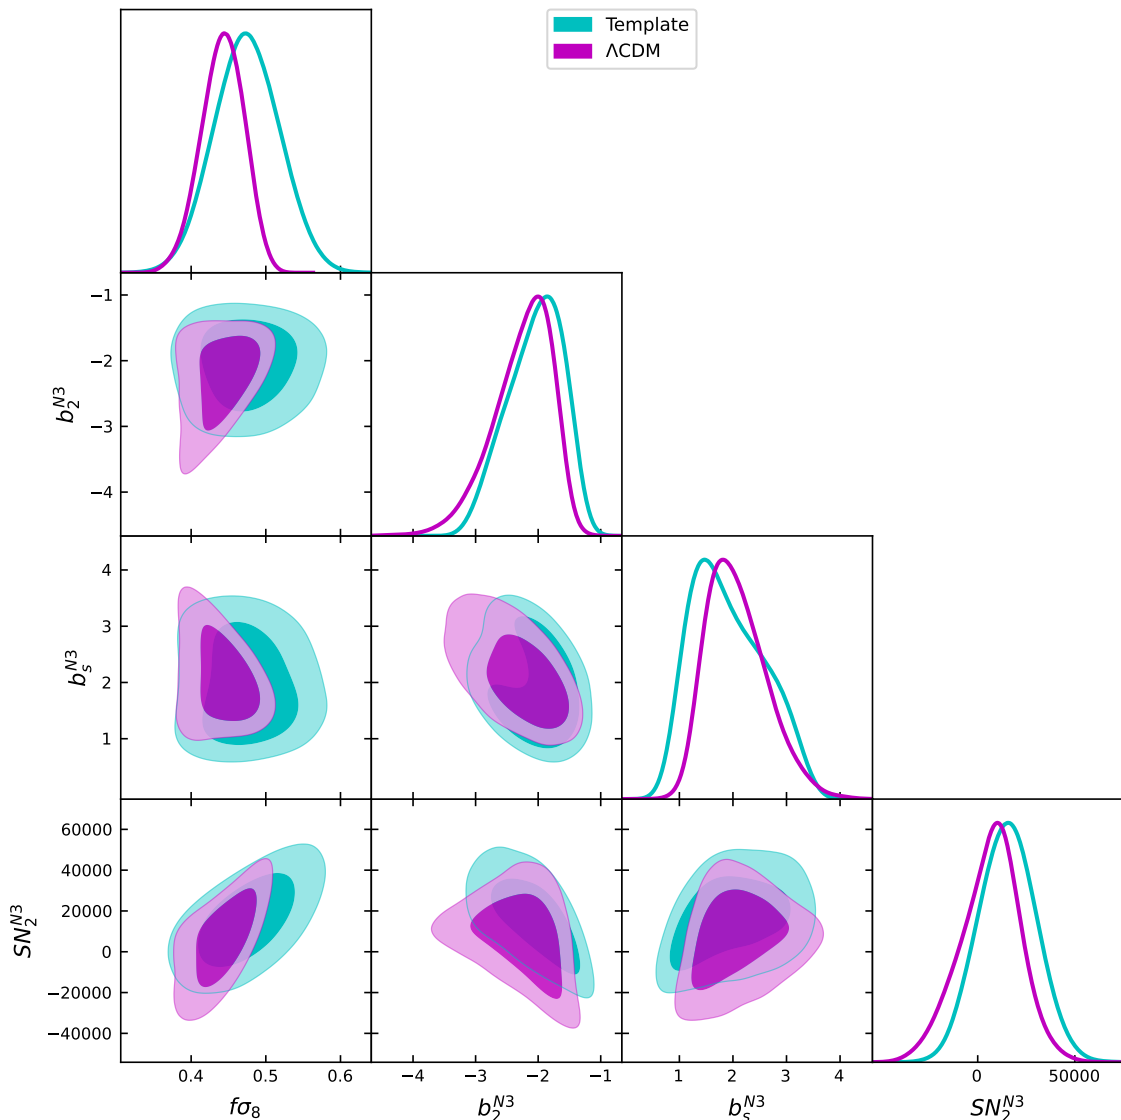 Template
ΛCDM
−1
−2
−3
−4
b_2^{N3}
4
3
2
1
b_s^{N3}
60000
40000
20000
0
−20000
−40000
SN_2^{N3}
0.4 0.5 0.6
−4 −3 −2 −1
1 2 3 4
0 50000
fσ_8
b_2^{N3}
b_s^{N3}
SN_2^{N3}